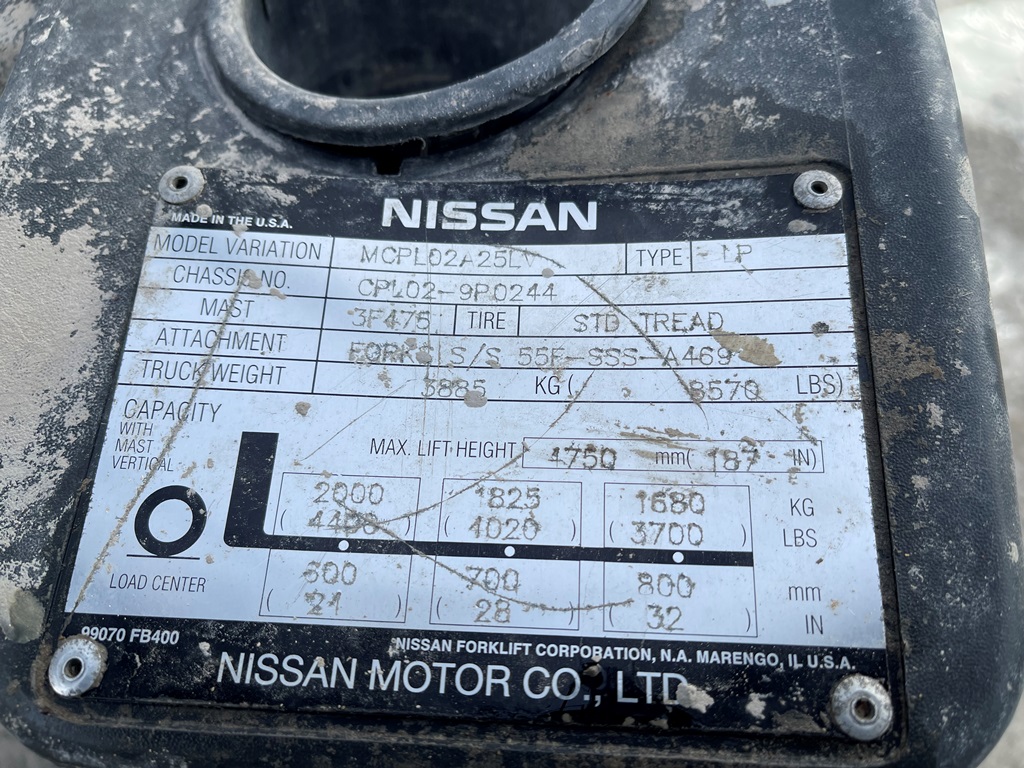 MADE IN THE U.S.A. NISSAN
MODEL VARIATION MCPL02A25LV TYPE LP
CHASSIS NO. CPL02-9P0244
MAST 3F475 TIRE STD TREAD
ATTACHMENT FORKS S/S 55F-SSS-A469
TRUCK WEIGHT 3885 KG ( 8570 LBS)
CAPACITY
WITH
MAST
VERTICAL
MAX. LIFT HEIGHT 4750 mm( 187 IN)
2000 1825 1680 KG
( 4400 ) ( 4020 ) ( 3700 ) LBS
LOAD CENTER 600 700 800 mm
( 24 ) ( 28 ) ( 32 ) IN
99070 FB400
NISSAN FORKLIFT CORPORATION, N.A. MARENGO, IL U.S.A.
NISSAN MOTOR CO., LTD.